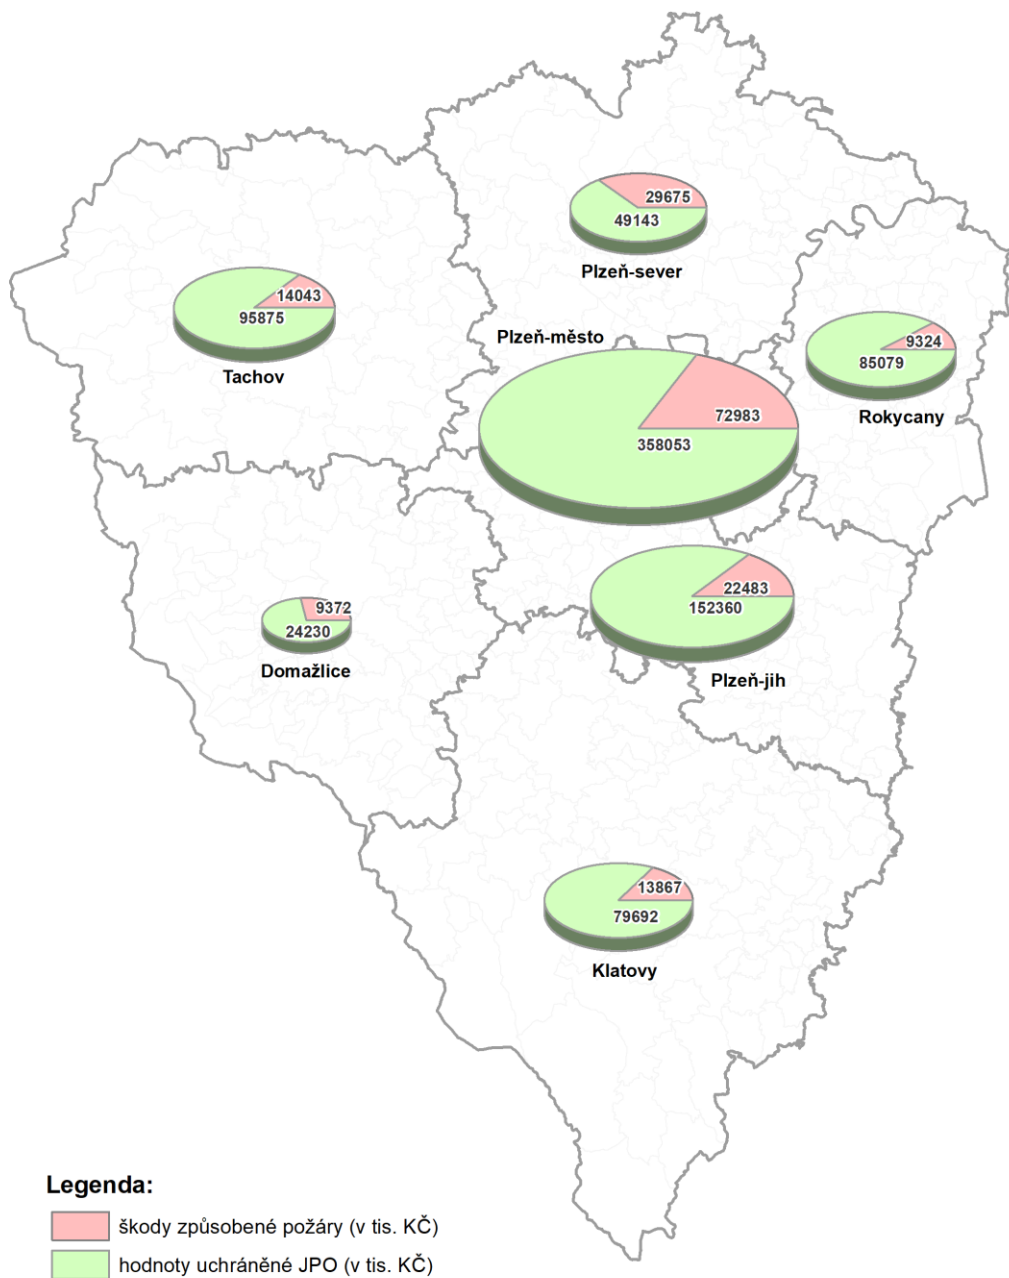 29675
49143
Plzeň-sever
14043
95875
Tachov
Plzeň-město
9324
85079
Rokycany
72983
358053
22483
152360
Plzeň-jih
9372
24230
Domažlice
13867
79692
Klatovy
Legenda:
škody způsobené požáry (v tis. KČ)
hodnoty uchráněné JPO (v tis. KČ)